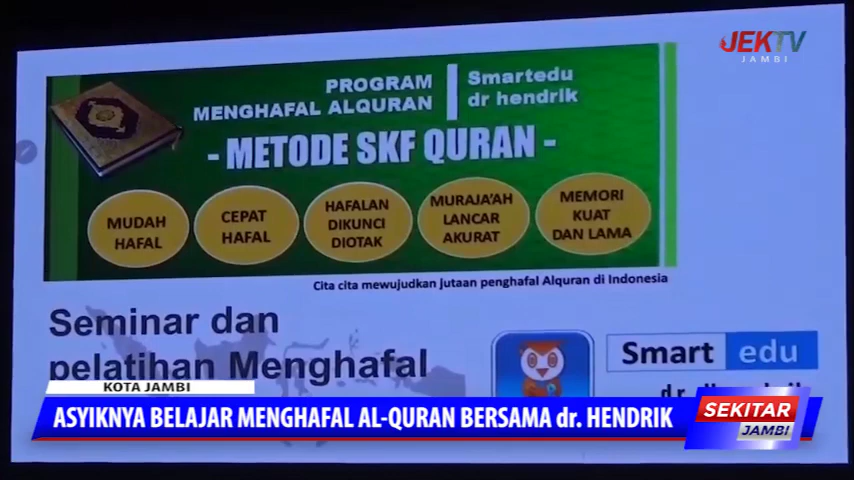 JEKTV
JAMBI
PROGRAM
MENGHAFAL ALQURAN
Smartedu
dr hendrik
- METODE SKF QURAN -
MUDAH
HAFAL
CEPAT
HAFAL
HAFALAN
DIKUNCI
DIOTAK
MURAJA'AH
LANCAR
AKURAT
MEMORI
KUAT
DAN LAMA
Cita cita mewujudkan jutaan penghafal Alquran di Indonesia
Seminar dan
pelatihan Menghafal
Smart edu
KOTA JAMBI
ASYIKNYA BELAJAR MENGHAFAL AL-QURAN BERSAMA dr. HENDRIK
SEKITAR
JAMBI